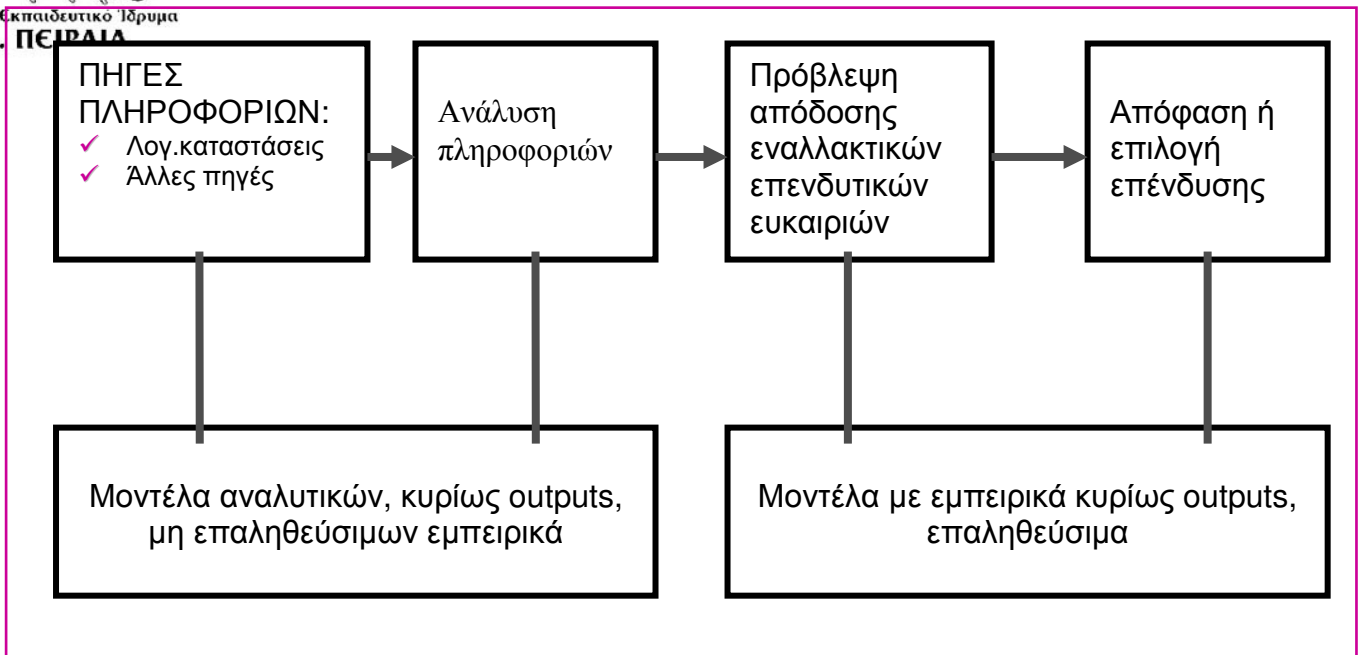 Εκπαιδευτικό Ίδρυμα
. ΠΕΙΡΑΙΑ
ΠΗΓΕΣ
ΠΛΗΡΟΦΟΡΙΩΝ:
✓ Λογ.καταστάσεις
✓ Άλλες πηγές
Ανάλυση
πληροφοριών
Πρόβλεψη
απόδοσης
εναλλακτικών
επενδυτικών
ευκαιριών
Απόφαση ή
επιλογή
επένδυσης
Μοντέλα αναλυτικών, κυρίως outputs,
μη επαληθεύσιμων εμπειρικά
Μοντέλα με εμπειρικά κυρίως outputs,
επαληθεύσιμα